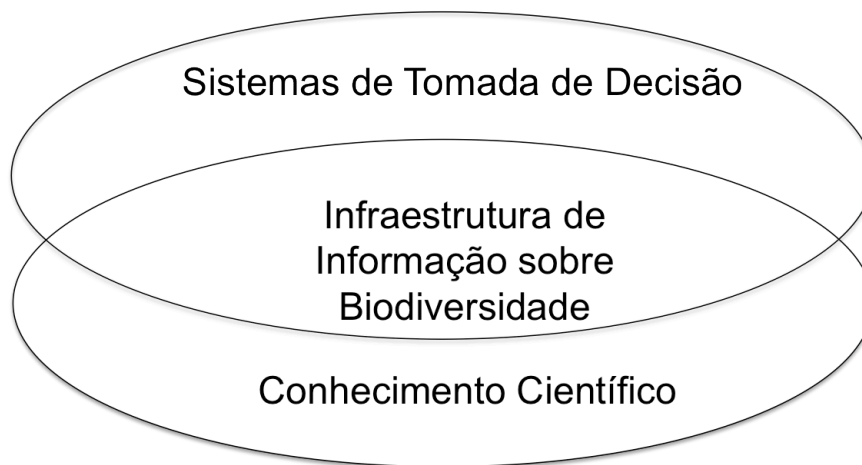 Sistemas de Tomada de Decisão
Infraestrutura de
Informação sobre
Biodiversidade
Conhecimento Científico